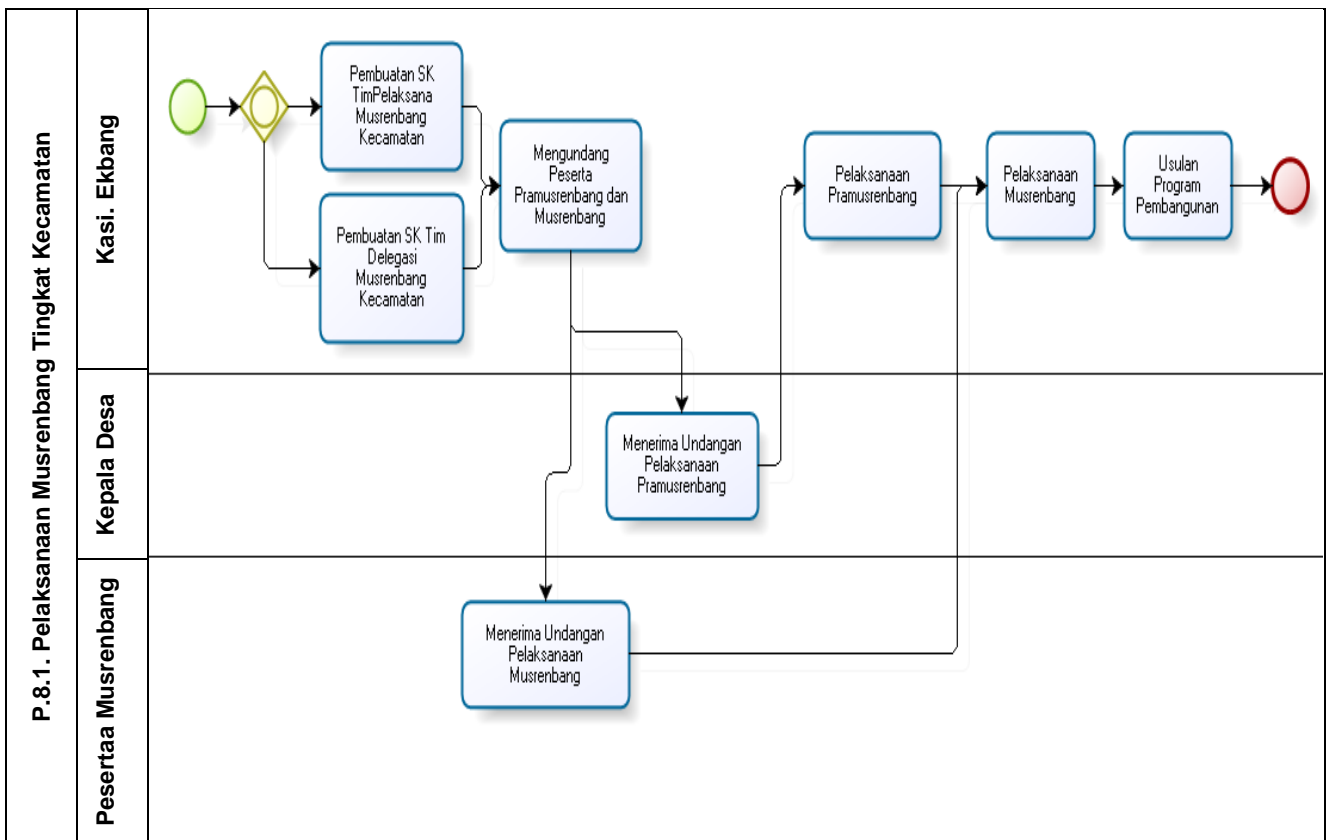 P.8.1. Pelaksanaan Musrenbang Tingkat Kecamatan
Kasi. Ekbang
Pembuatan SK
TimPelaksana
Musrenbang
Kecamatan
Pembuatan SK Tim
Delegasi
Musrenbang
Kecamatan
Mengundang
Peserta
Pramusrenbang dan
Musrenbang
Pelaksanaan
Pramusrenbang
Pelaksanaan
Musrenbang
Usulan
Program
Pembangunan
Kepala Desa
Menerima Undangan
Pelaksanaan
Pramusrenbang
Pesertaa Musrenbang
Menerima Undangan
Pelaksanaan
Musrenbang